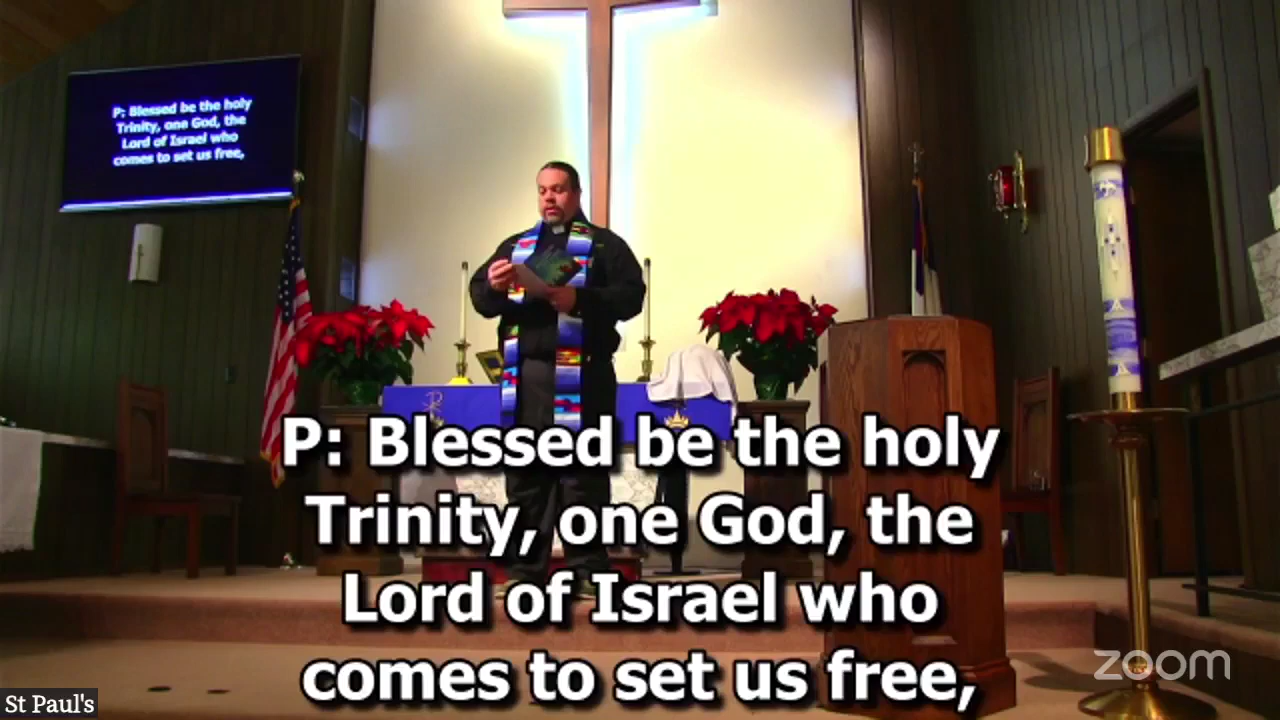 P: Blessed be the holy
Trinity, one God, the
Lord of Israel who
comes to set us free,
P: Blessed be the holy
Trinity, one God, the
Lord of Israel who
comes to set us free,
zoom
St Paul's